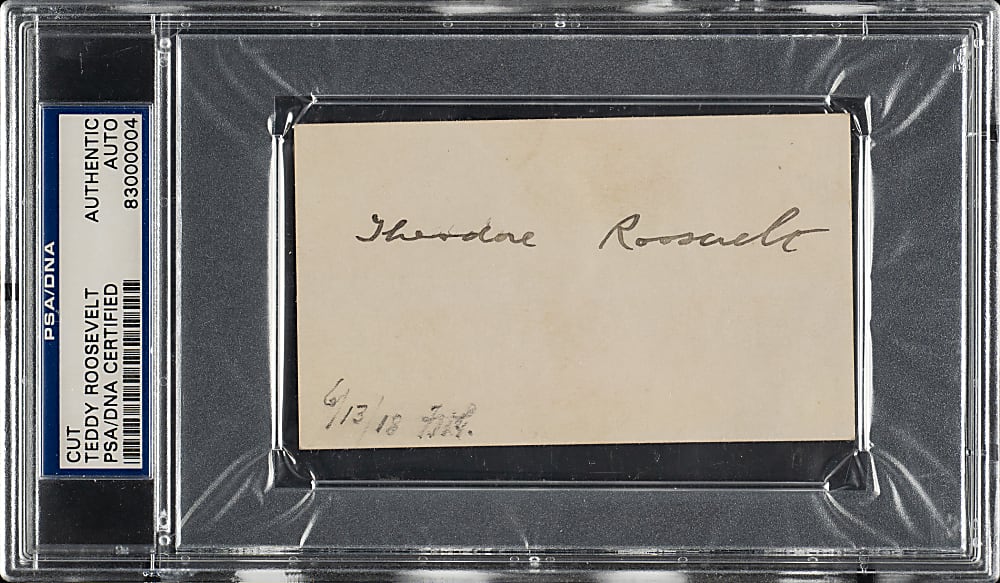 PSA/DNA
CUT
TEDDY ROOSEVELT AUTHENTIC
PSA/DNA CERTIFIED AUTO
83000004
Theodore Roosevelt
6/13/18